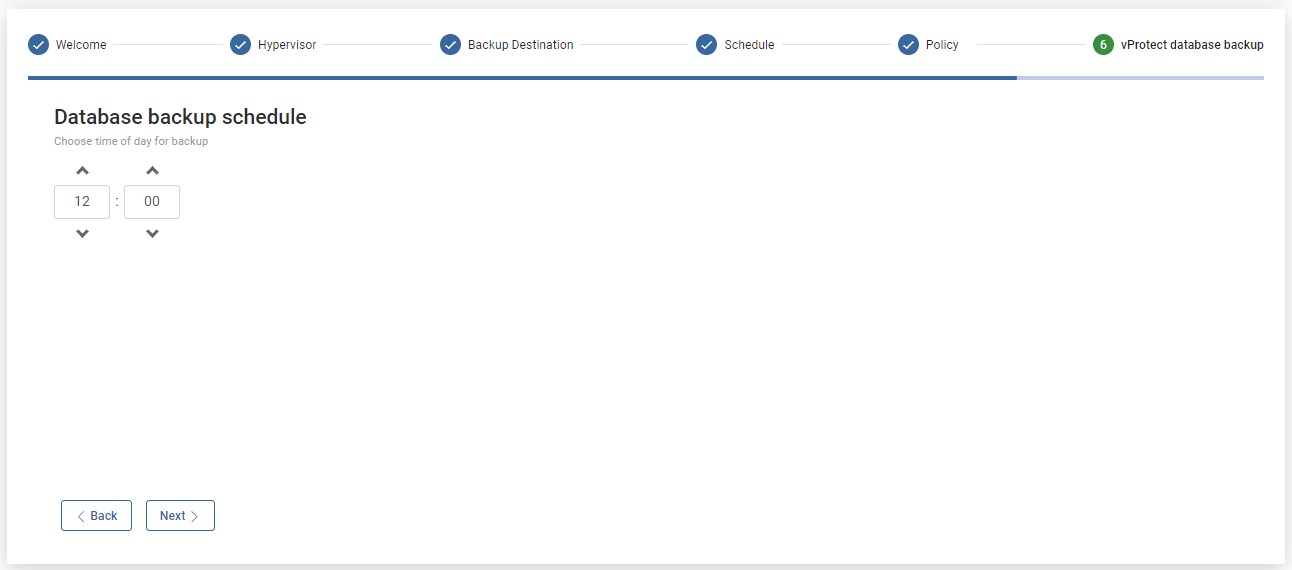 Welcome
Hypervisor
Backup Destination
Schedule
Policy
6 vProtect database backup
Database backup schedule
Choose time of day for backup
12 : 00
Back
Next